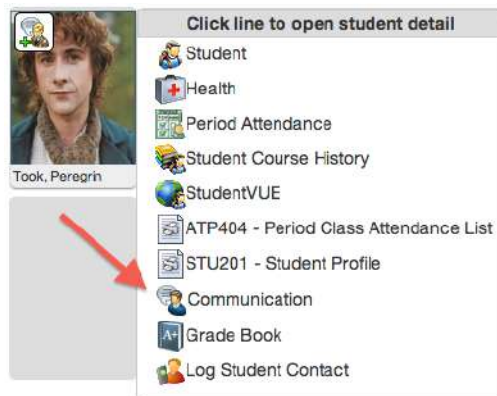 Click line to open student detail
Student
Health
Period Attendance
Student Course History
StudentVUE
ATP404 - Period Class Attendance List
STU201 - Student Profile
Communication
A+
Grade Book
Log Student Contact
Took, Peregrin